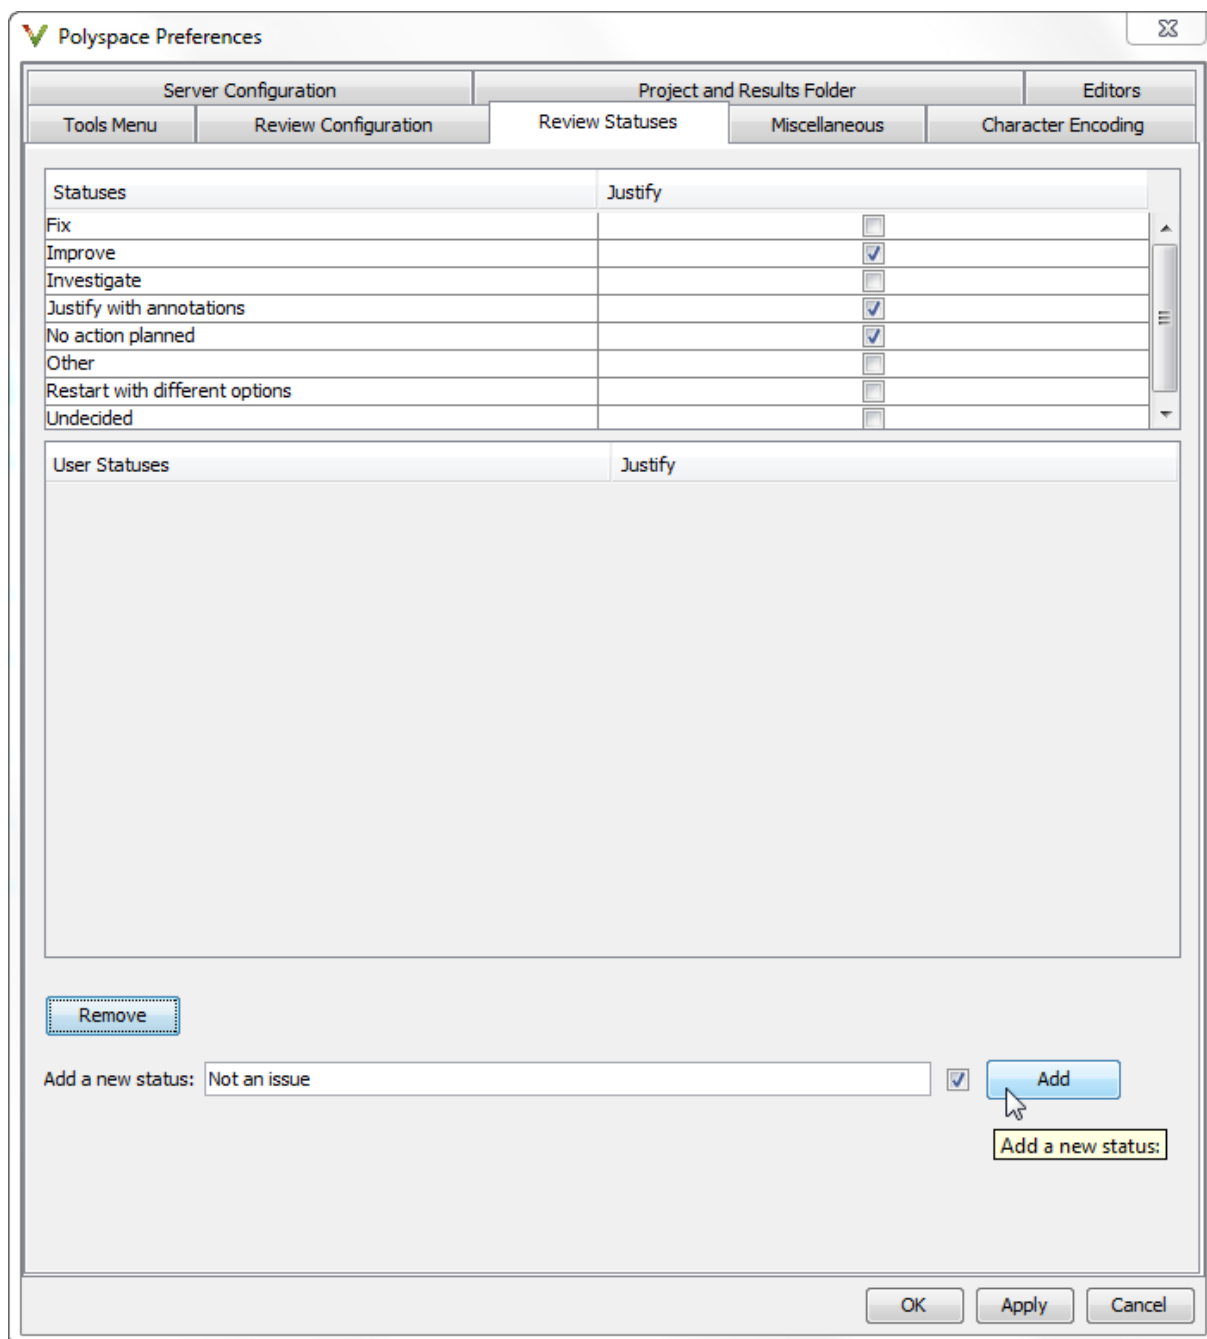 Polyspace Preferences
Server Configuration Project and Results Folder Editors
Tools Menu Review Configuration Review Statuses Miscellaneous Character Encoding
Statuses Justify
Fix
Improve
Investigate
Justify with annotations
No action planned
Other
Restart with different options
Undecided
User Statuses Justify
Remove
Add a new status: Not an issue Add
Add a new status:
OK Apply Cancel